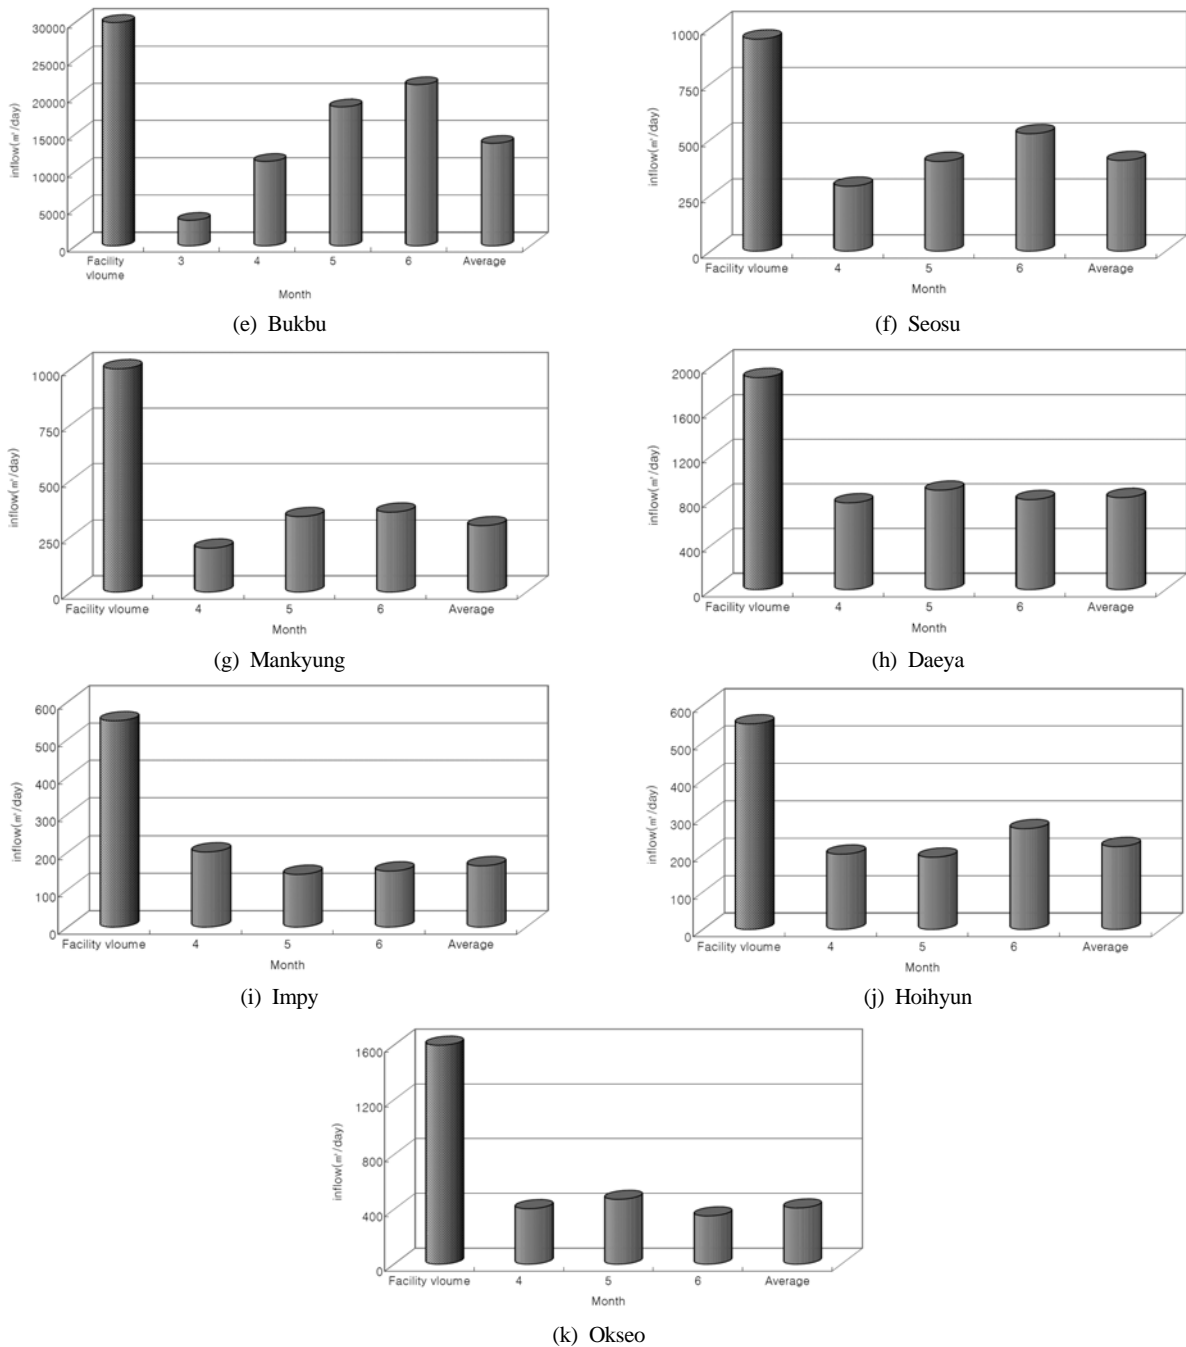 30000
25000
20000
15000
10000
5000
0
inflow(㎥/day)
Facility vloume
3
4
5
6
Average
Month
(e) Bukbu
1000
750
500
250
0
inflow(㎥/day)
Facility vloume
4
5
6
Average
Month
(f) Seosu
1000
750
500
250
0
inflow(㎥/day)
Facility vloume
4
5
6
Average
Month
(g) Mankyung
2000
1600
1200
800
400
0
inflow(㎥/day)
Facility vloume
4
5
6
Average
Month
(h) Daeya
600
500
400
300
200
100
0
inflow(㎥/day)
Facility vloume
4
5
6
Average
Month
(i) Impy
600
500
400
300
200
100
0
inflow(㎥/day)
Facility vloume
4
5
6
Average
Month
(j) Hoihyun
1600
1200
800
400
0
inflow(㎥/day)
Facility vloume
4
5
6
Average
Month
(k) Okseo